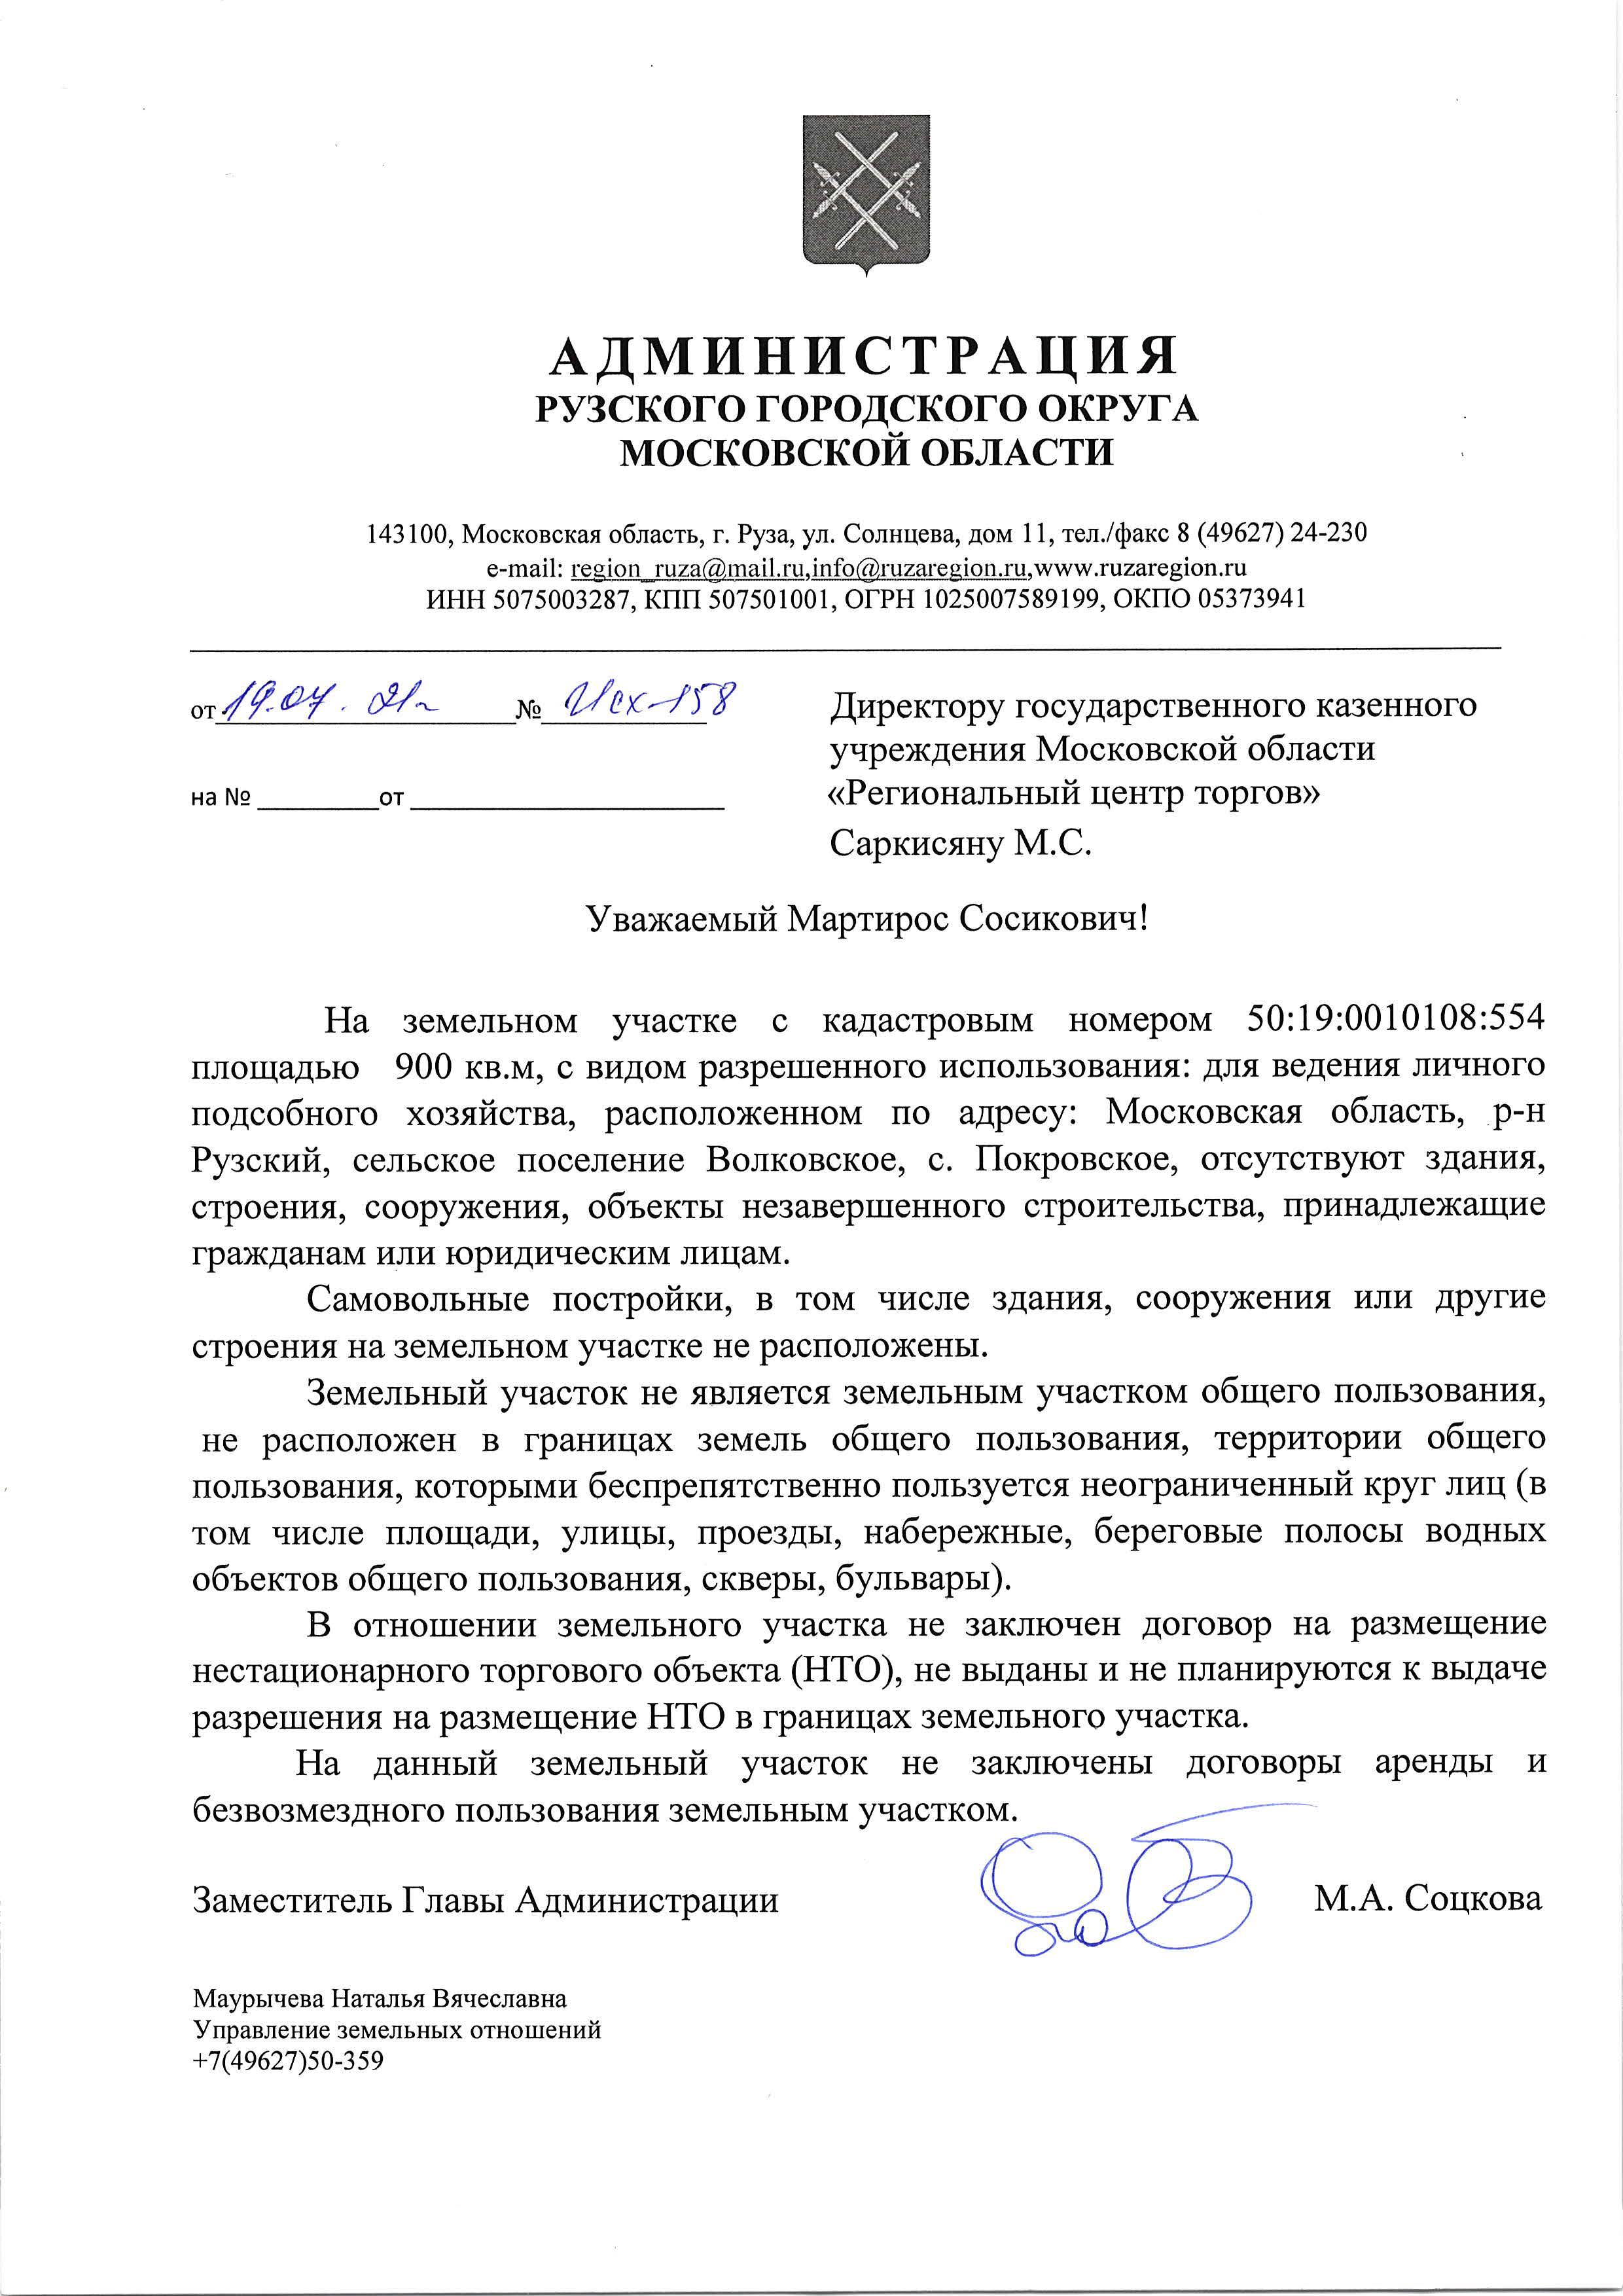 АДМИНИСТРАЦИЯ
РУЗСКОГО ГОРОДСКОГО ОКРУГА
МОСКОВСКОЙ ОБЛАСТИ
143100, Московская область, г. Руза, ул. Солнцева, дом 11, тел./факс 8 (49627) 24-230
e-mail: region_ruza@mail.ru,info@ruzaregion.ru,www.ruzaregion.ru
ИНН 5075003287, КПП 507501001, ОГРН 1025007589199, ОКПО 05373941
от 19.07.21г № Исх-158
на № __________от ____________________
Директору государственного казенного
учреждения Московской области
«Региональный центр торгов»
Саркисяну М.С.
Уважаемый Мартирос Сосикович!
На земельном участке с кадастровым номером 50:19:0010108:554
площадью 900 кв.м, с видом разрешенного использования: для ведения личного
подсобного хозяйства, расположенном по адресу: Московская область, р-н
Рузский, сельское поселение Волковское, с. Покровское, отсутствуют здания,
строения, сооружения, объекты незавершенного строительства, принадлежащие
гражданам или юридическим лицам.
Самовольные постройки, в том числе здания, сооружения или другие
строения на земельном участке не расположены.
Земельный участок не является земельным участком общего пользования,
не расположен в границах земель общего пользования, территории общего
пользования, которыми беспрепятственно пользуется неограниченный круг лиц (в
том числе площади, улицы, проезды, набережные, береговые полосы водных
объектов общего пользования, скверы, бульвары).
В отношении земельного участка не заключен договор на размещение
нестационарного торгового объекта (НТО), не выданы и не планируются к выдаче
разрешения на размещение НТО в границах земельного участка.
На данный земельный участок не заключены договоры аренды и
безвозмездного пользования земельным участком.
Заместитель Главы Администрации М.А. Соцкова
Маурычева Наталья Вячеславна
Управление земельных отношений
+7(49627)50-359